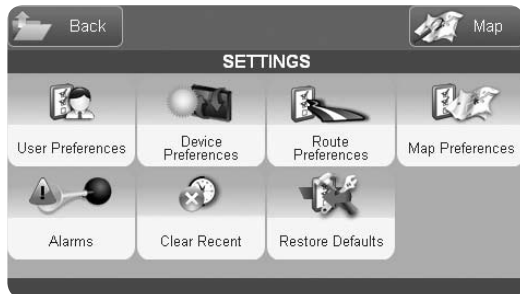 Back
Map
SETTINGS
User Preferences
Device
Preferences
Route
Preferences
Map Preferences
Alarms
Clear Recent
Restore Defaults